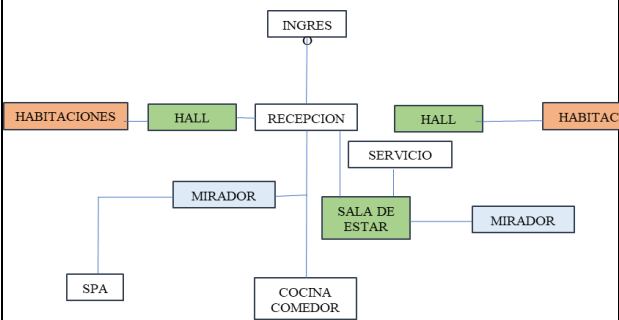 INGRES
O
HABITACIONES
HALL
RECEPCION
HALL
HABITAC
SERVICIO
MIRADOR
SALA DE
ESTAR
MIRADOR
SPA
COCINA
COMEDOR